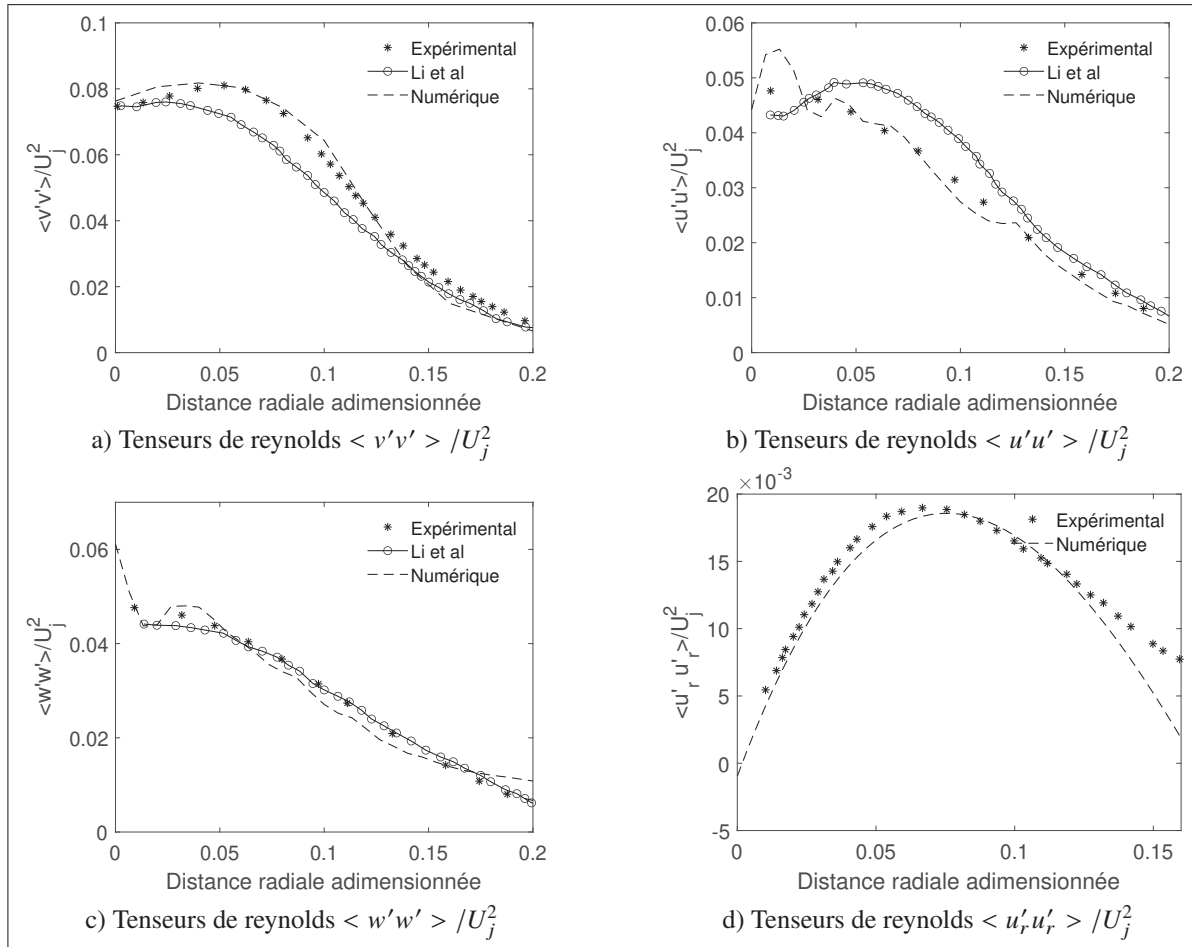 0.1
0.08
0.06
0.04
0.02
0
<v'v'>/U_j^2
Expérimental
Li et al
Numérique
0 0.05 0.1 0.15 0.2
Distance radiale adimensionnée
a) Tenseurs de reynolds < v'v' > /U_j^2
0.06
0.05
0.04
0.03
0.02
0.01
0
<u'u'>/U_j^2
Expérimental
Li et al
Numérique
0 0.05 0.1 0.15 0.2
Distance radiale adimensionnée
b) Tenseurs de reynolds < u'u' > /U_j^2
0.06
0.04
0.02
0
<w'w'>/U_j^2
Expérimental
Li et al
Numérique
0 0.05 0.1 0.15 0.2
Distance radiale adimensionnée
c) Tenseurs de reynolds < w'w' > /U_j^2
×10^-3
20
15
10
5
0
-5
<u'_r u'_r>/U_j^2
Expérimental
Numérique
0 0.05 0.1 0.15
Distance radiale adimensionnée
d) Tenseurs de reynolds < u'_r u'_r > /U_j^2